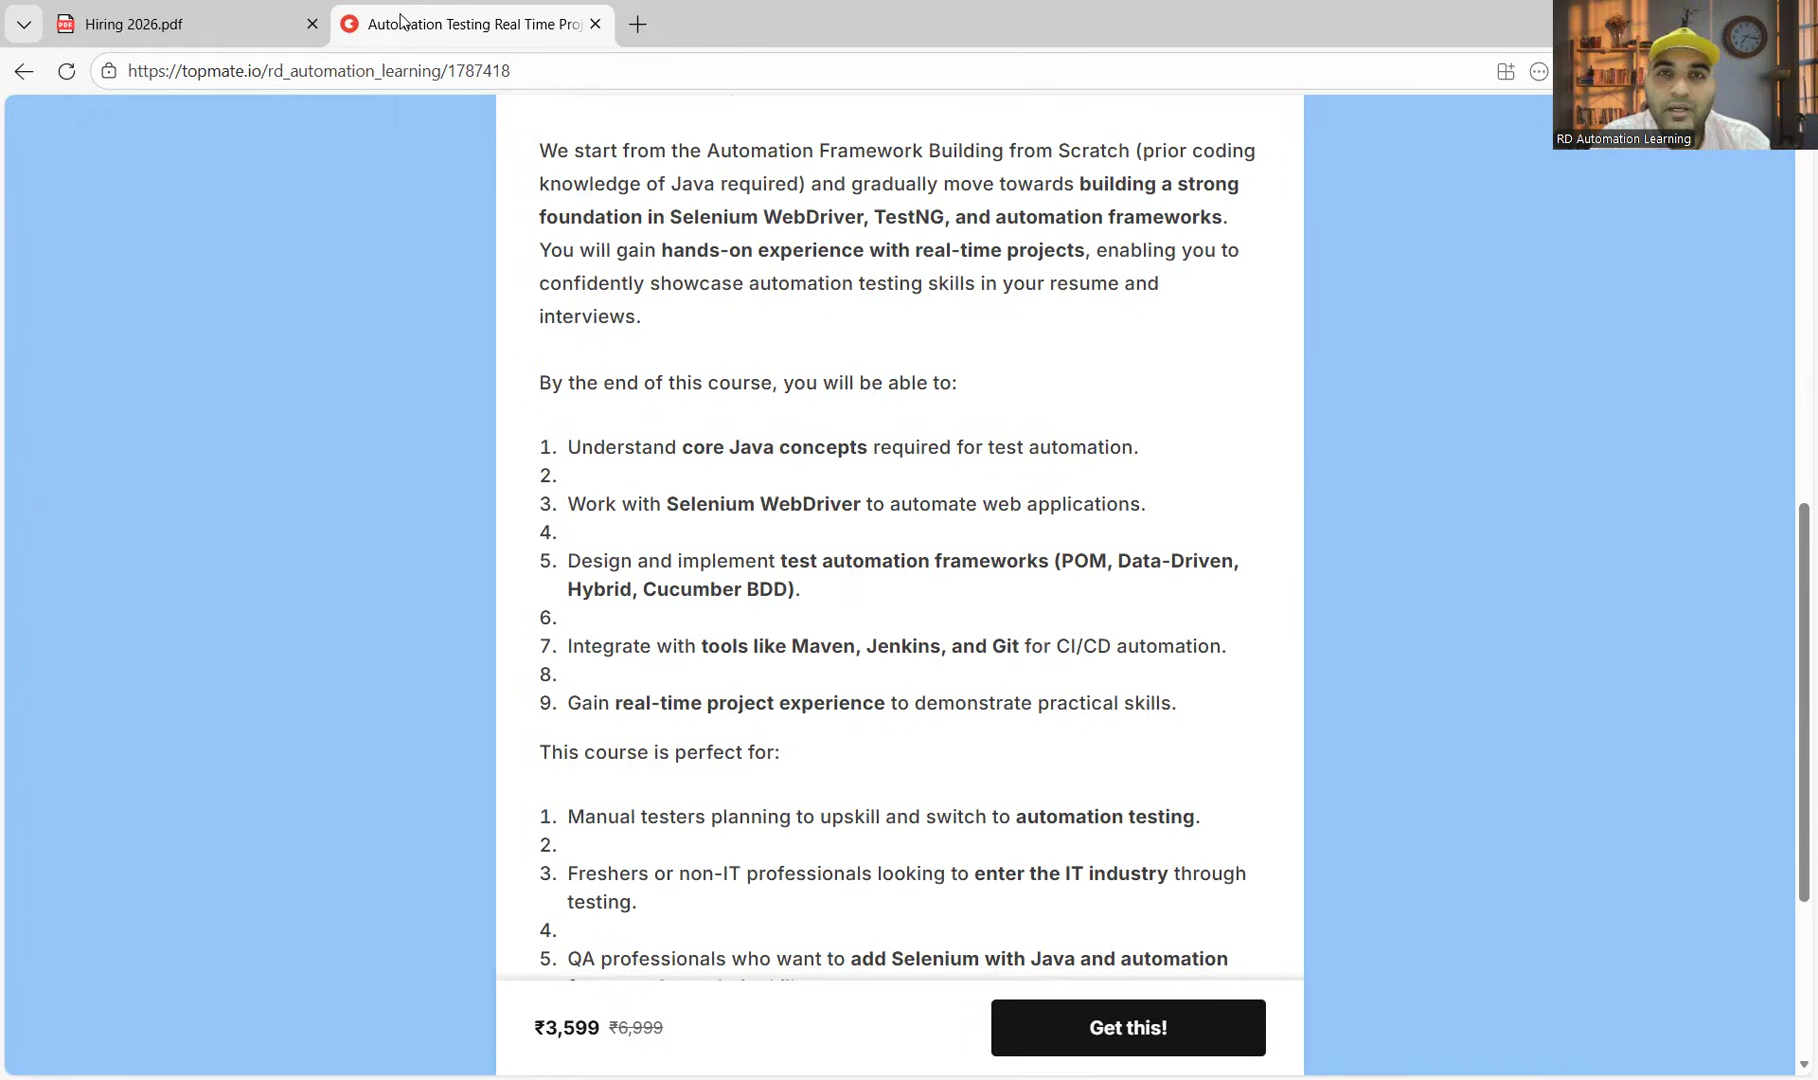 Hiring 2026.pdf
Automation Testing Real Time Proj
https://topmate.io/rd_automation_learning/1787418
RD Automation Learning
We start from the Automation Framework Building from Scratch (prior coding
knowledge of Java required) and gradually move towards building a strong
foundation in Selenium WebDriver, TestNG, and automation frameworks.
You will gain hands-on experience with real-time projects, enabling you to
confidently showcase automation testing skills in your resume and
interviews.
By the end of this course, you will be able to:
1. Understand core Java concepts required for test automation.
2.
3. Work with Selenium WebDriver to automate web applications.
4.
5. Design and implement test automation frameworks (POM, Data-Driven,
Hybrid, Cucumber BDD).
6.
7. Integrate with tools like Maven, Jenkins, and Git for CI/CD automation.
8.
9. Gain real-time project experience to demonstrate practical skills.
This course is perfect for:
1. Manual testers planning to upskill and switch to automation testing.
2.
3. Freshers or non-IT professionals looking to enter the IT industry through
testing.
4.
5. QA professionals who want to add Selenium with Java and automation
₹3,599 ₹6,999
Get this!